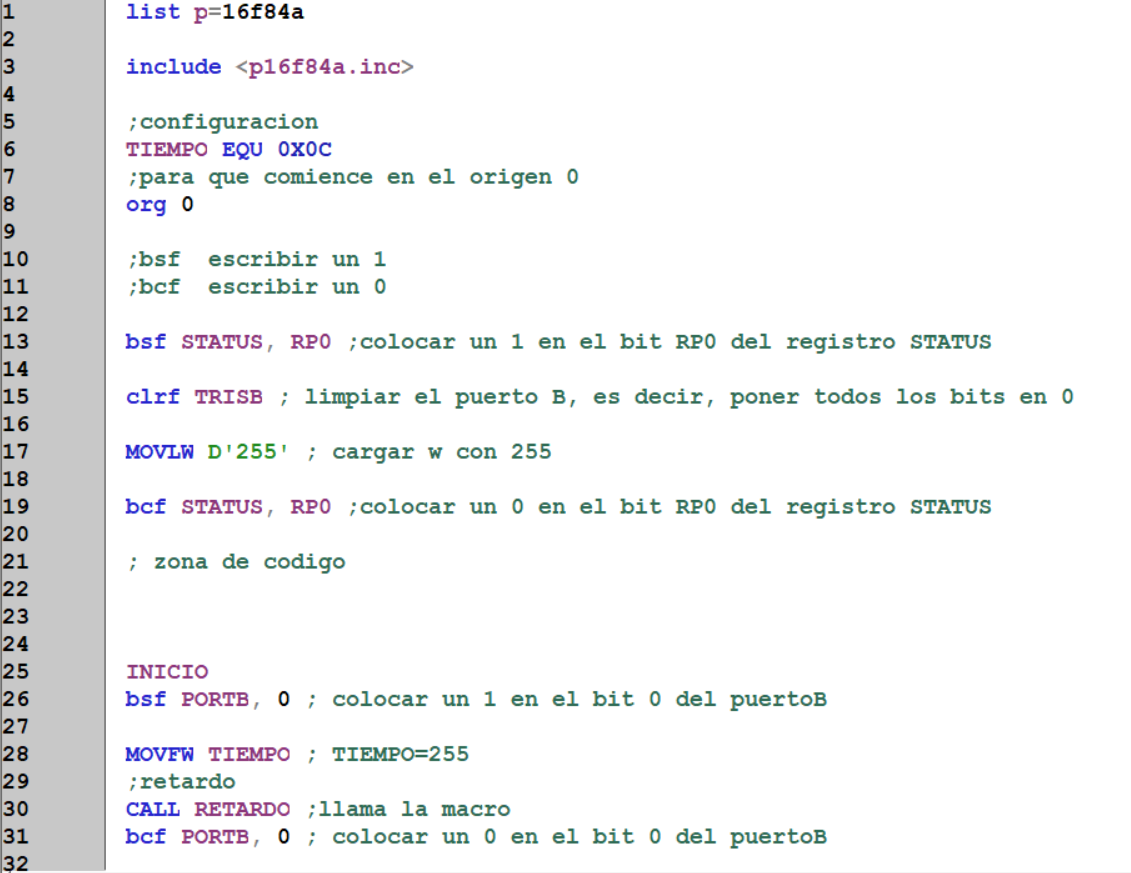 1 list p=16f84a
2
3 include <p16f84a.inc>
4
5 ;configuracion
6 TIEMPO EQU 0X0C
7 ;para que comience en el origen 0
8 org 0
9
10 ;bsf  escribir un 1
11 ;bcf  escribir un 0
12
13 bsf STATUS, RP0 ;colocar un 1 en el bit RP0 del registro STATUS
14
15 clrf TRISB ; limpiar el puerto B, es decir, poner todos los bits en 0
16
17 MOVLW D'255' ; cargar w con 255
18
19 bcf STATUS, RP0 ;colocar un 0 en el bit RP0 del registro STATUS
20
21 ; zona de codigo
22
23
24
25 INICIO
26 bsf PORTB, 0 ; colocar un 1 en el bit 0 del puertoB
27
28 MOVFW TIEMPO ; TIEMPO=255
29 ;retardo
30 CALL RETARDO ;llama la macro
31 bcf PORTB, 0 ; colocar un 0 en el bit 0 del puertoB
32